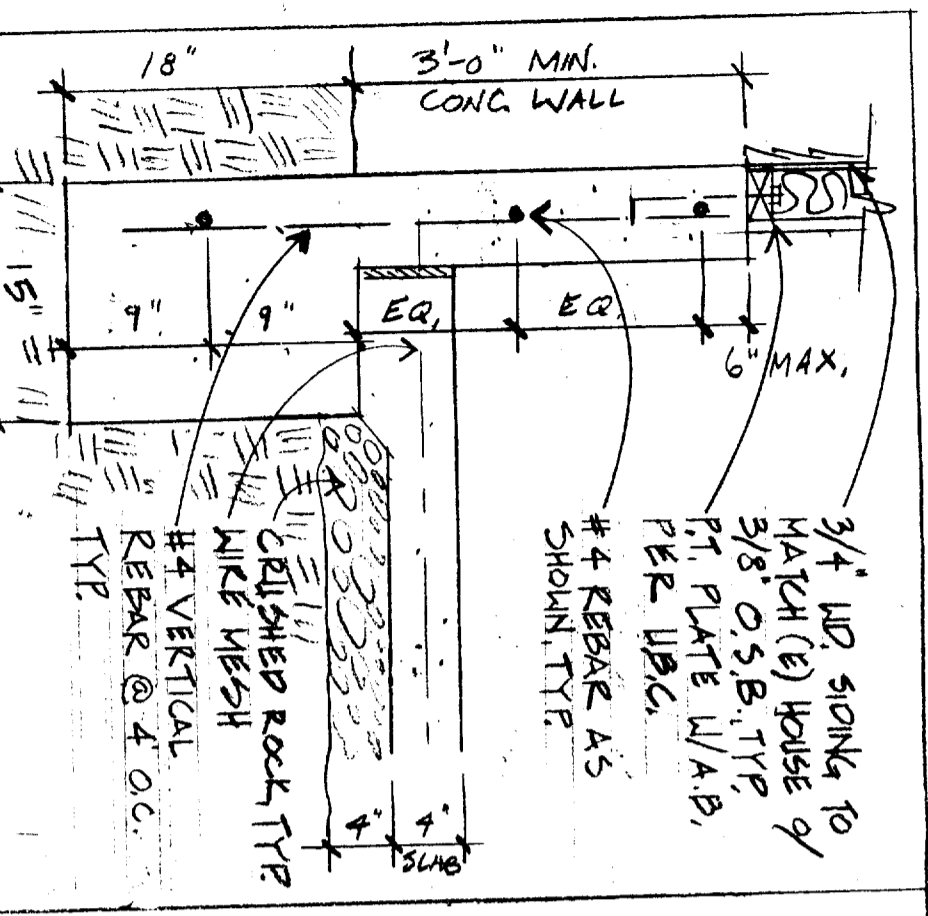 18"
3'-0" MIN.
CONC. WALL
15"
9"
9"
EQ.
EQ.
6" MAX.
3/4" WD. SIDING TO
MATCH (E) HOUSE o/
3/8" O.S.B., TYP.
P.T. PLATE W/A.B.
PER U.B.C.
#4 REBAR AS
SHOWN, TYP.
CRUSHED ROCK, TYP.
WIRE MESH
#4 VERTICAL
REBAR @ 4' O.C.
TYP.
4"
4"
SLAB